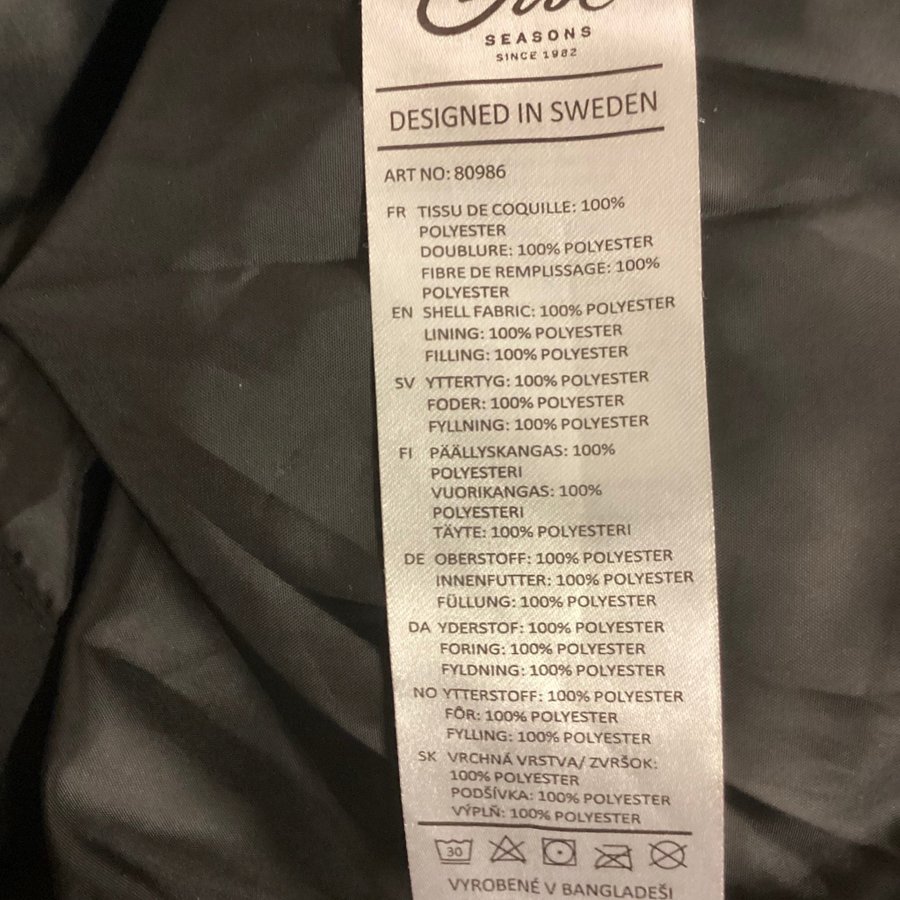 SEASONS
SINCE 1982
DESIGNED IN SWEDEN
ART NO: 80986
FR TISSU DE COQUILLE: 100%
POLYESTER
DOUBLURE: 100% POLYESTER
FIBRE DE REMPLISSAGE: 100%
POLYESTER
EN SHELL FABRIC: 100% POLYESTER
LINING: 100% POLYESTER
FILLING: 100% POLYESTER
SV YTTERTYG: 100% POLYESTER
FODER: 100% POLYESTER
FYLLNING: 100% POLYESTER
FI PÄÄLLYSKANGAS: 100%
POLYESTERI
VUORIKANGAS: 100%
POLYESTERI
TÄYTE: 100% POLYESTERI
DE OBERSTOFF: 100% POLYESTER
INNENFUTTER: 100% POLYESTER
FÜLLUNG: 100% POLYESTER
DA YDERSTOF: 100% POLYESTER
FORING: 100% POLYESTER
FYLDNING: 100% POLYESTER
NO YTTERSTOFF: 100% POLYESTER
FÔR: 100% POLYESTER
FYLLING: 100% POLYESTER
SK VRCHNÁ VRSTVA/ ZVRŠOK:
100% POLYESTER
PODŠÍVKA: 100% POLYESTER
VÝPLŇ: 100% POLYESTER
30
VYROBENÉ V BANGLADEŠI